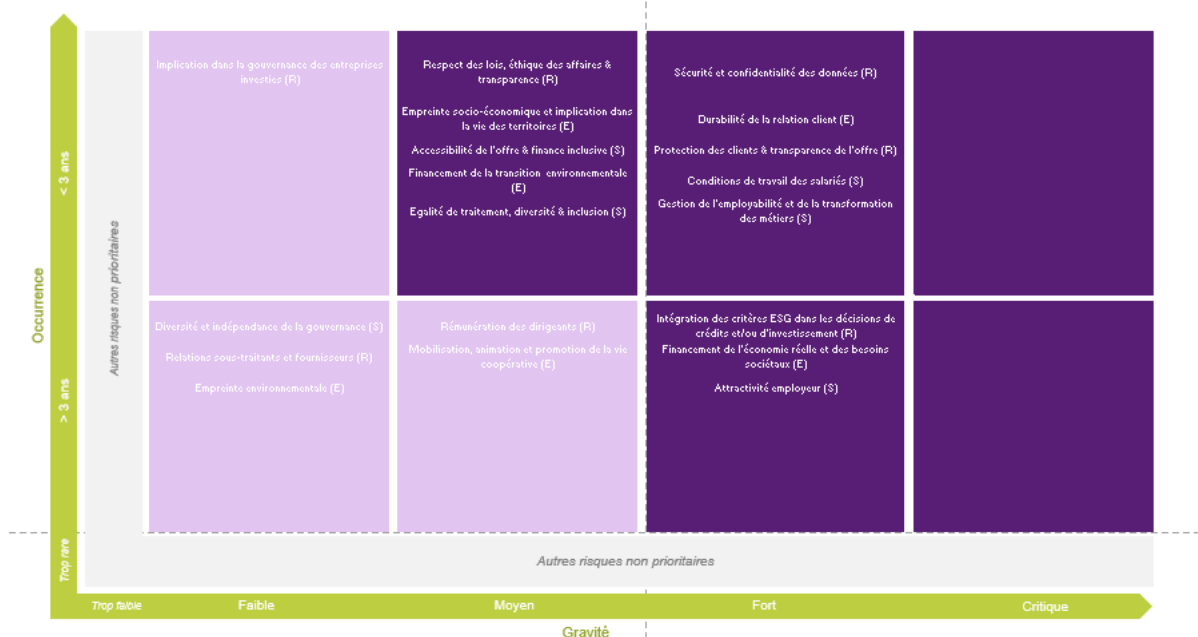 Occurrence
< 3 ans
> 3 ans
Trop rare
Autres risques non prioritaires
Implication dans la gouvernance des entreprises
investies (R)
Respect des lois, éthique des affaires &
transparence (R)
Empreinte socio-économique et implication dans
la vie des territoires (E)
Accessibilité de l'offre & finance inclusive (S)
Financement de la transition environnementale
(E)
Egalité de traitement, diversité & inclusion (S)
Sécurité et confidentialité des données (R)
Durabilité de la relation client (E)
Protection des clients & transparence de l'offre (R)
Conditions de travail des salariés (S)
Gestion de l'employabilité et de la transformation
des métiers (S)
Diversité et indépendance de la gouvernance (S)
Relations sous-traitants et fournisseurs (R)
Empreinte environnementale (E)
Rémunération des dirigeants (R)
Mobilisation, animation et promotion de la vie
coopérative (E)
Intégration des critères ESG dans les décisions de
crédits et/ou d'investissement (R)
Financement de l'économie réelle et des besoins
sociétaux (E)
Attractivité employeur (S)
Autres risques non prioritaires
Trop faible
Faible
Moyen
Fort
Critique
Gravité